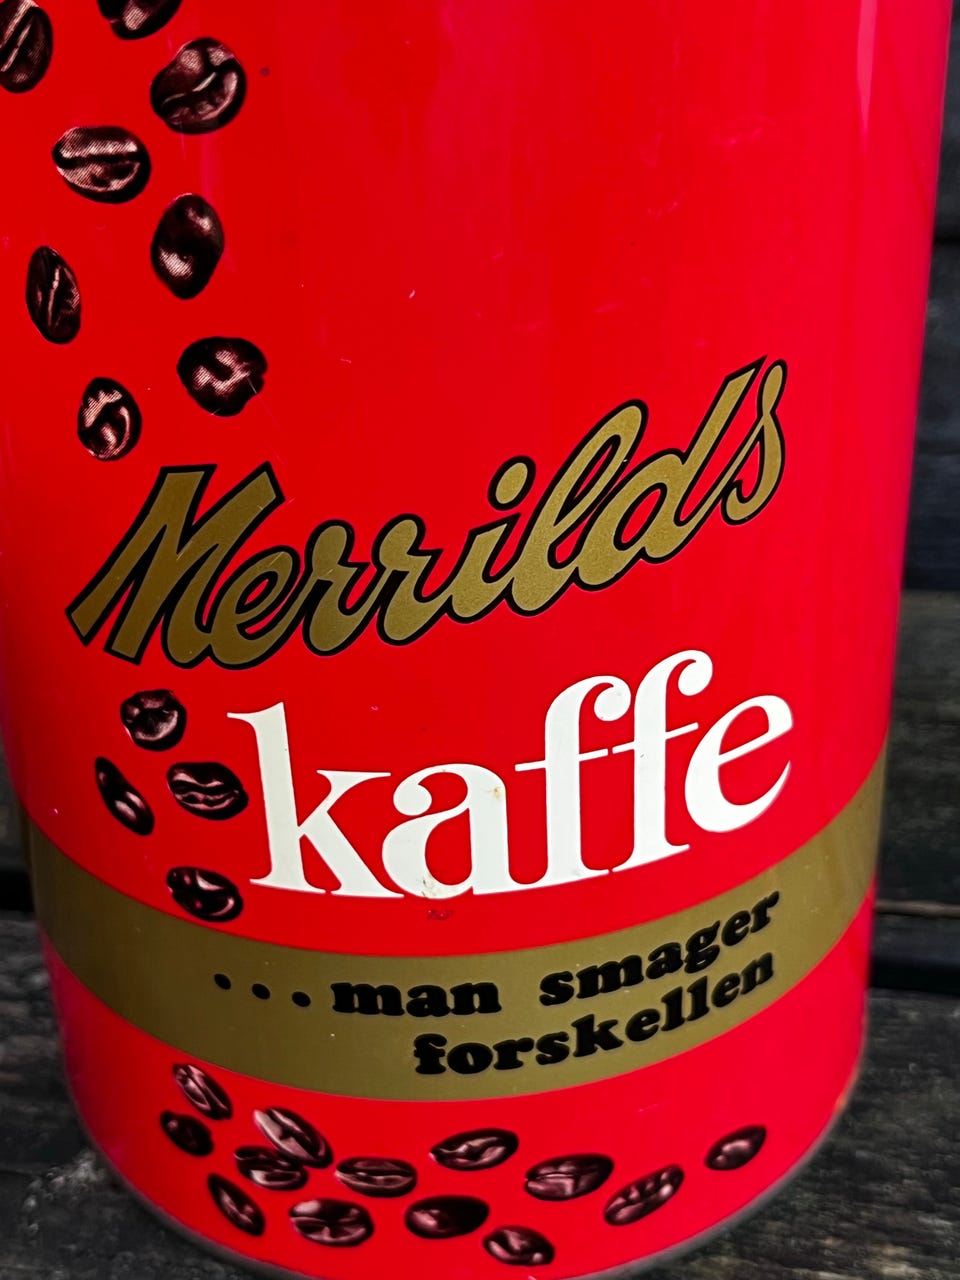 Merrilds
kaffe
...man smager
forskellen